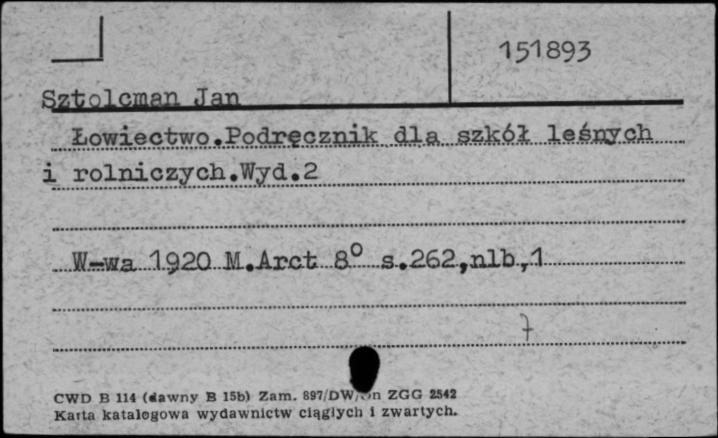 151893
Sztolcman Jan
Łowiectwo.Podręcznik dla szkół leśnych
i rolniczych.Wyd.2
W-wa 1920 M.Arct 8° s.262,nlb,1
7
CWD B 114 (dawny B 15b) Zam. 897/DW/ ZGG 2542
Karta katalogowa wydawnictw ciągłych i zwartych.